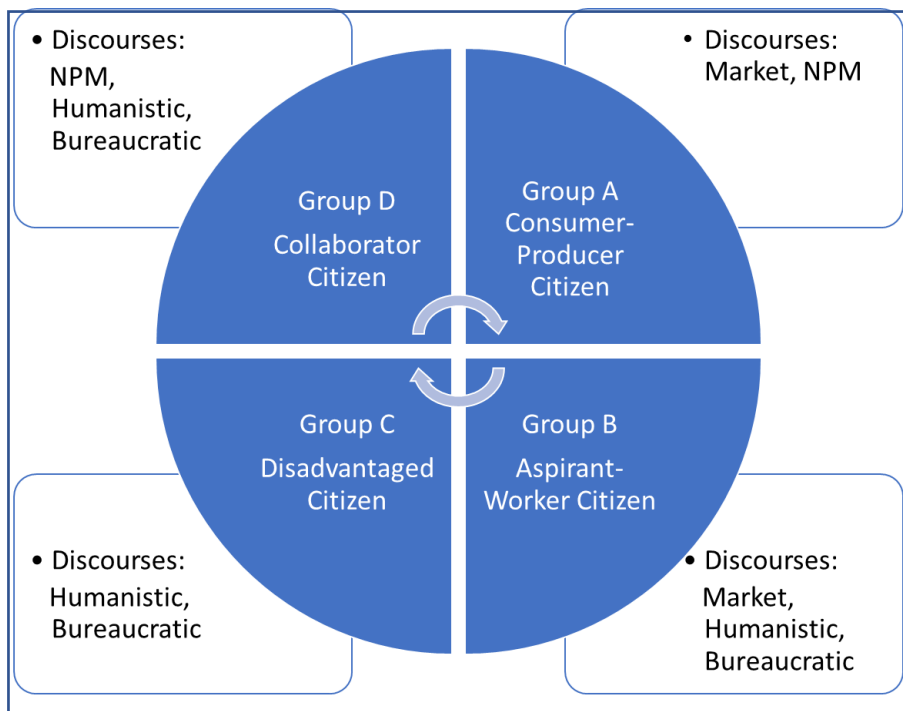 • Discourses:
NPM,
Humanistic,
Bureaucratic
• Discourses:
Market, NPM
Group D
Collaborator
Citizen
Group A
Consumer-
Producer
Citizen
Group C
Disadvantaged
Citizen
Group B
Aspirant-
Worker Citizen
• Discourses:
Humanistic,
Bureaucratic
• Discourses:
Market,
Humanistic,
Bureaucratic